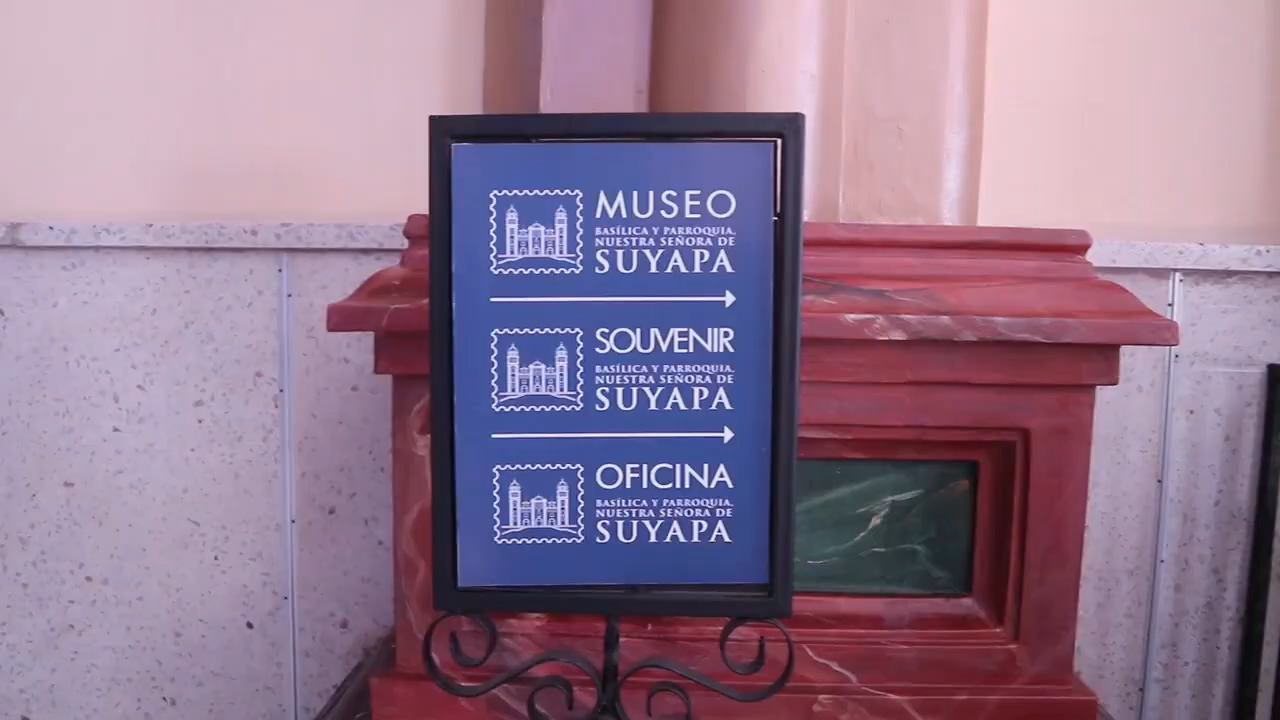 MUSEO
BASÍLICA Y PARROQUIA,
NUESTRA SEÑORA DE
SUYAPA
SOUVENIR
BASÍLICA Y PARROQUIA,
NUESTRA SEÑORA DE
SUYAPA
OFICINA
BASÍLICA Y PARROQUIA,
NUESTRA SEÑORA DE
SUYAPA